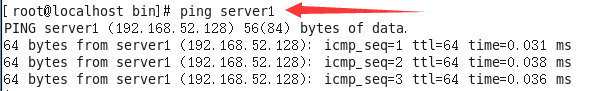 [root@localhost bin]# ping server1
PING server1 (192.168.52.128) 56(84) bytes of data.
64 bytes from server1 (192.168.52.128): icmp_seq=1 ttl=64 time=0.031 ms
64 bytes from server1 (192.168.52.128): icmp_seq=2 ttl=64 time=0.038 ms
64 bytes from server1 (192.168.52.128): icmp_seq=3 ttl=64 time=0.036 ms